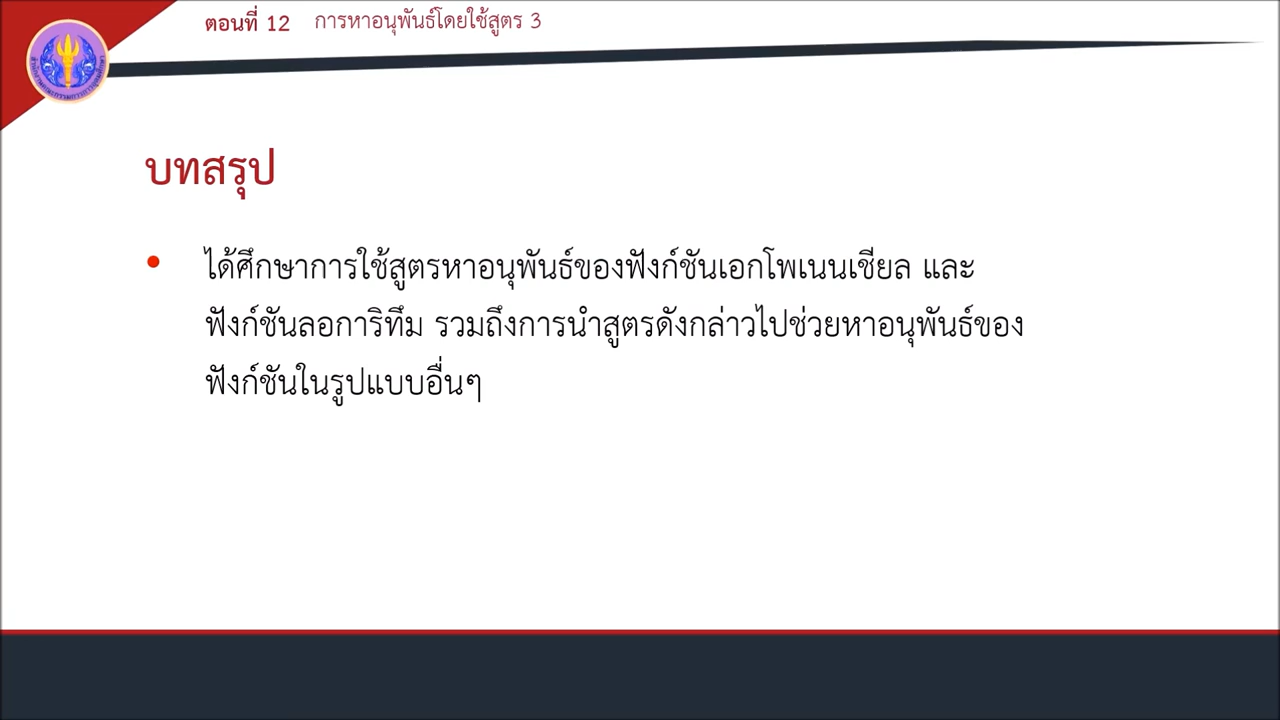 ตอนที่ 12 การหาอนุพันธ์โดยใช้สูตร 3
บทสรุป
• ได้ศึกษาการใช้สูตรหาอนุพันธ์ของฟังก์ชันเอกโพเนนเชียล และ
ฟังก์ชันลอการิทึม รวมถึงการนำสูตรดังกล่าวไปช่วยหาอนุพันธ์ของ
ฟังก์ชันในรูปแบบอื่นๆ